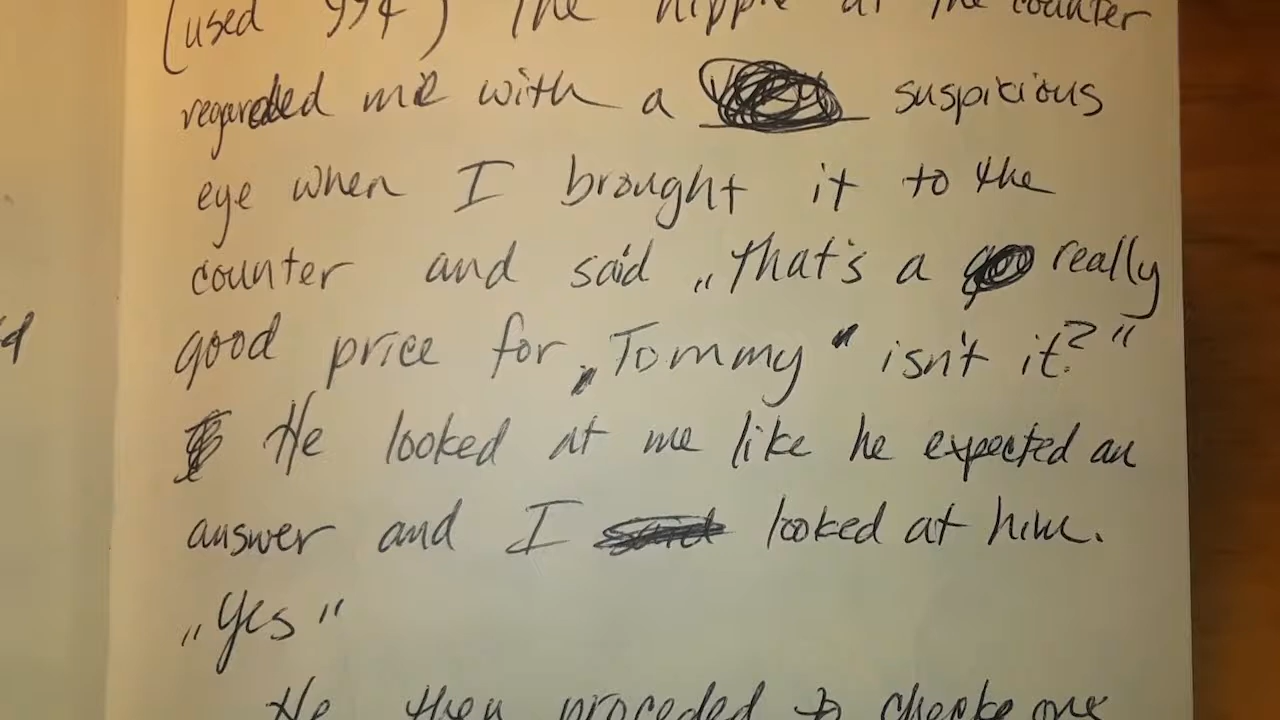 (used 99¢) The hippie at the counter
regarded me with a suspicious
eye when I brought it to the
counter and said „that's a really
good price for „Tommy“ isn't it?“
He looked at me like he expected an
answer and I looked at him.
„Yes“
He then proceded to